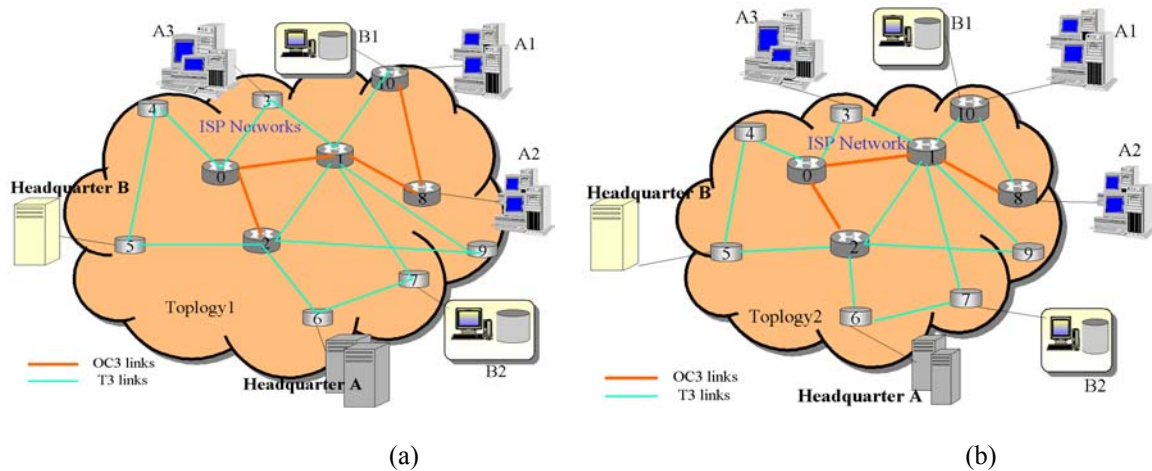 A3
B1
A1
10
3
4
ISP Networks
1
0
A2
8
Headquarter B
2
5
9
7
Toplogy1
6
OC3 links
T3 links
Headquarter A
B2
(a)
A3
B1
A1
3
10
4
ISP Network
1
A2
0
8
Headquarter B
2
5
9
7
Toplogy2
6
OC3 links
T3 links
B2
Headquarter A
(b)